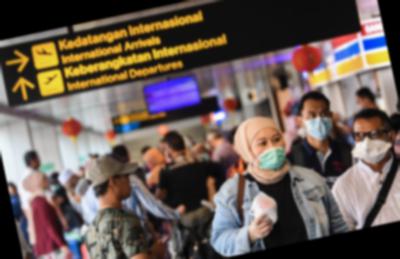 Kedatangan Internasional
International Arrivals
Keberangkatan Internasional
International Departures